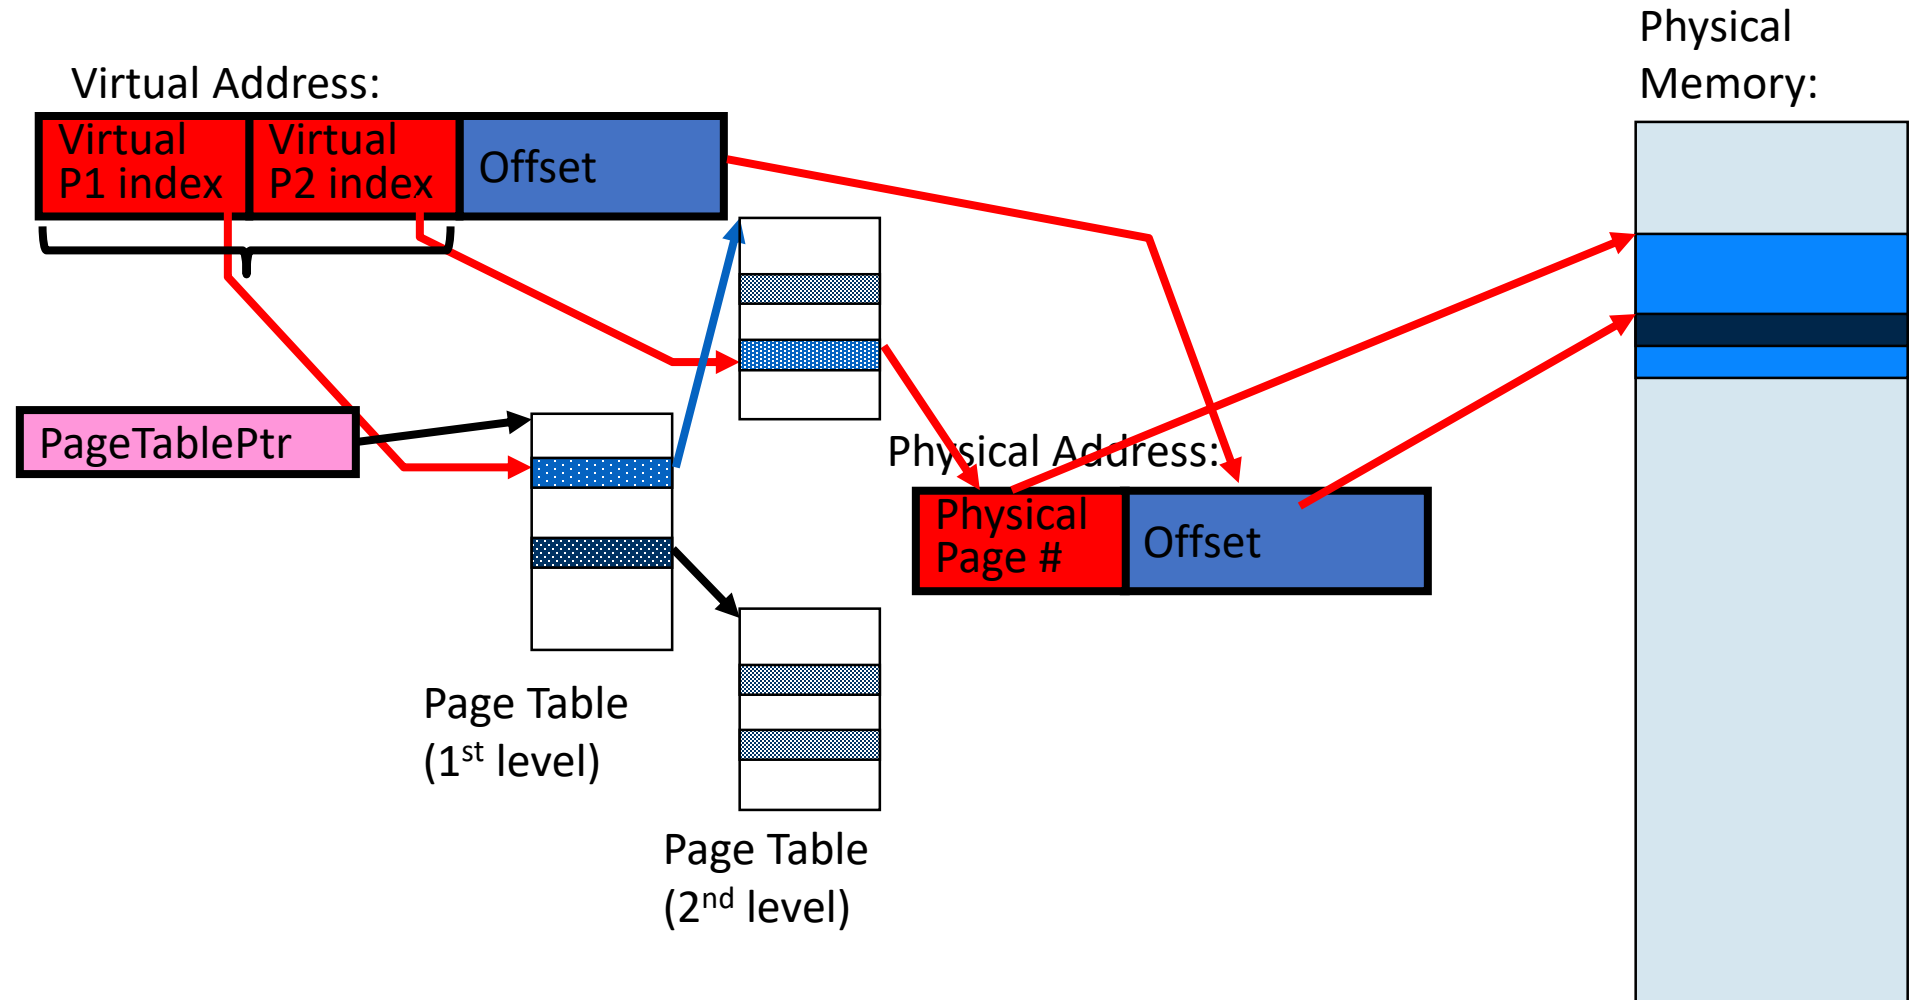 Virtual Address:
Virtual
P1 index
Virtual
P2 index
Offset
Physical
Memory:
PageTablePtr
Physical Address:
Physical
Page #
Offset
Page Table
(1st level)
Page Table
(2nd level)